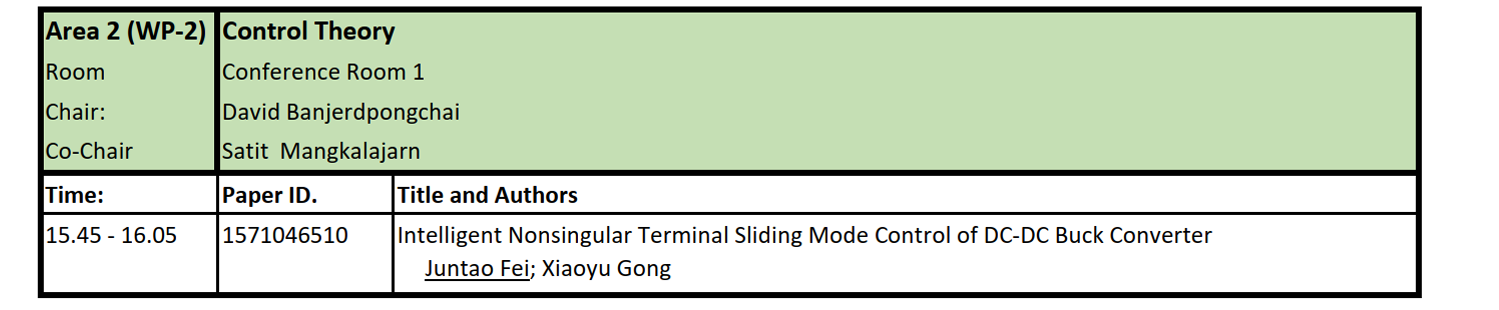 Area 2 (WP-2) Control Theory
Room Conference Room 1
Chair: David Banjerdpongchai
Co-Chair Satit  Mangkalajarn
Time: Paper ID. Title and Authors
15.45 - 16.05 1571046510 Intelligent Nonsingular Terminal Sliding Mode Control of DC-DC Buck Converter
Juntao Fei; Xiaoyu Gong